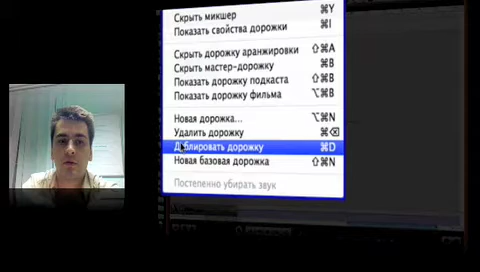 Скрыть микшер ⌘Y
Показать свойства дорожки ⌘I
Скрыть дорожку аранжировки ⇧⌘A
Скрыть мастер-дорожку ⌘B
Показать дорожку подкаста ⇧⌘B
Показать дорожку фильма ⌥⌘B
Новая дорожка... ⌥⌘N
Удалить дорожку ⌘⌫
Дублировать дорожку ⌘D
Новая базовая дорожка ⇧⌘N
Постепенно убирать звук